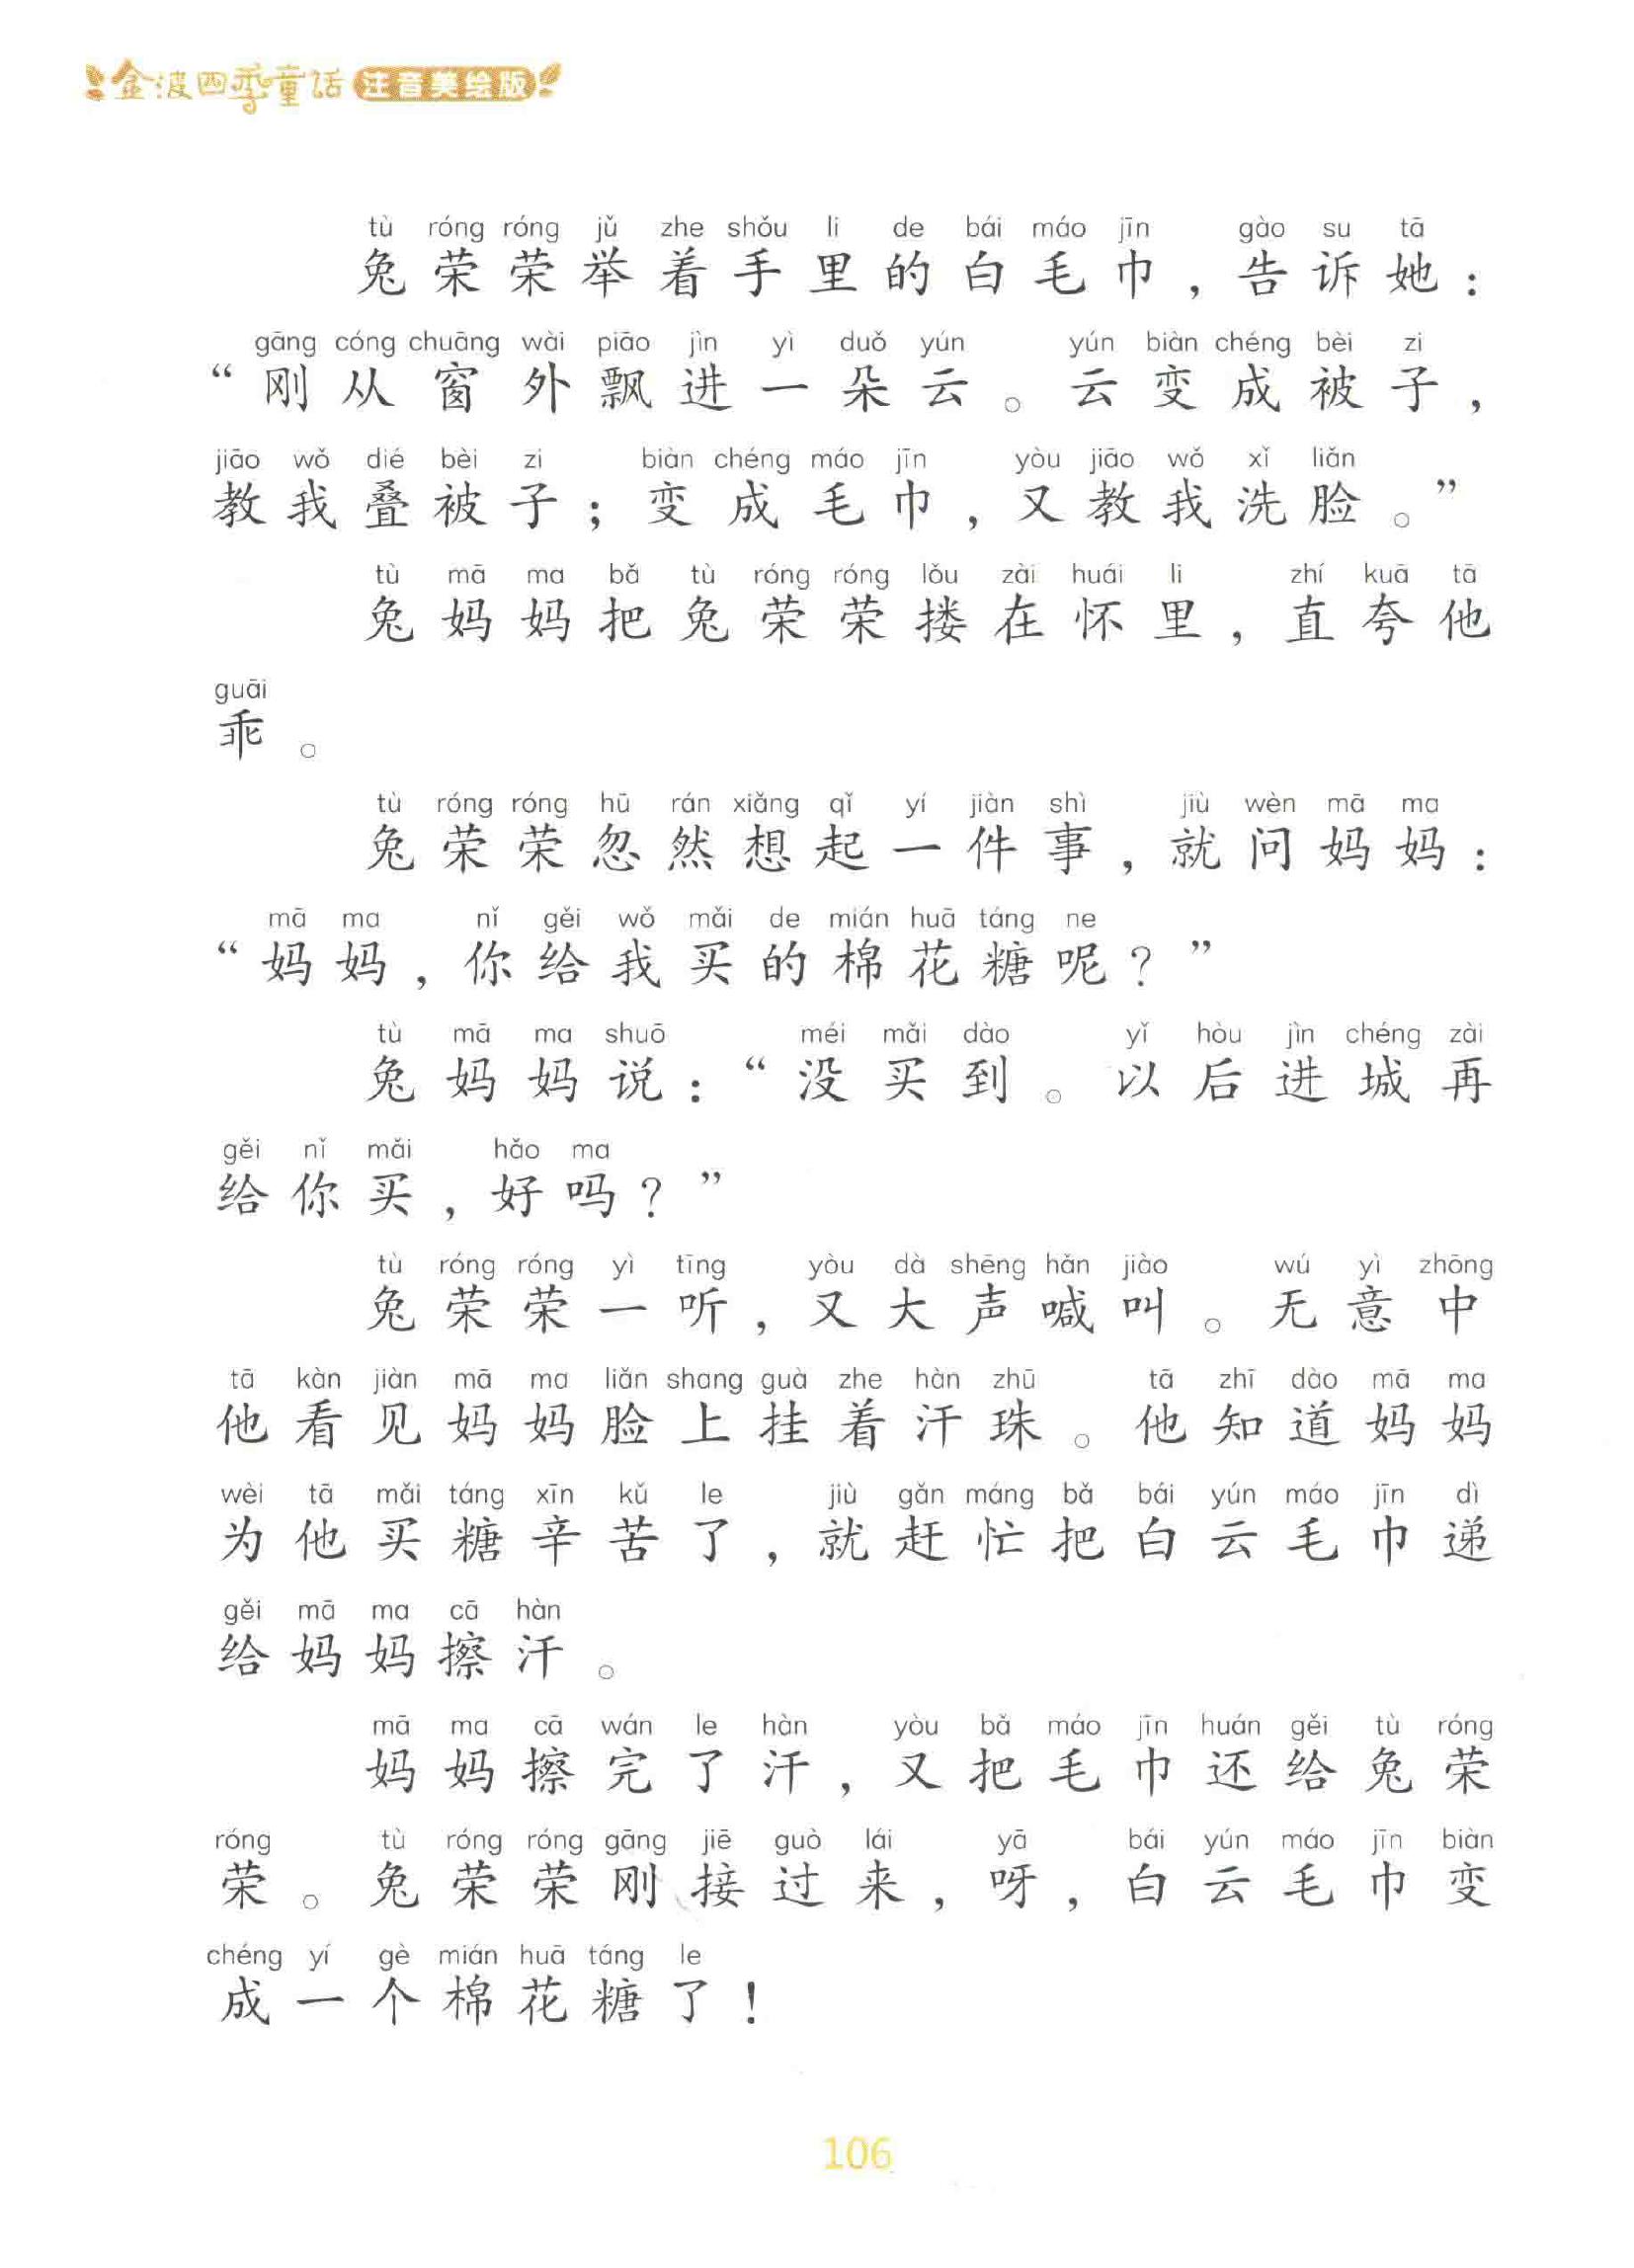 金波四季童话 注音美绘版
tù róng róng jǔ zhe shǒu li de bái máo jīn gào su tā
兔荣荣举着手里的白毛巾，告诉她：
gāng cóng chuāng wài piāo jìn yì duǒ yún yún biàn chéng bèi zi
“刚从窗外飘进一朵云。云变成被子，
jiāo wǒ dié bèi zi biàn chéng máo jīn yòu jiāo wǒ xǐ liǎn
教我叠被子；变成毛巾，又教我洗脸。”
tù mā ma bǎ tù róng róng lǒu zài huái li zhí kuā tā
兔妈妈把兔荣荣搂在怀里，直夸他
guāi
乖。
tù róng róng hū rán xiǎng qǐ yí jiàn shì jiù wèn mā ma
兔荣荣忽然想起一件事，就问妈妈：
mā ma nǐ gěi wǒ mǎi de mián huā táng ne
“妈妈，你给我买的棉花糖呢？”
tù mā ma shuō méi mǎi dào yǐ hòu jìn chéng zài
兔妈妈说：“没买到。以后进城再
gěi nǐ mǎi hǎo ma
给你买，好吗？”
tù róng róng yì tīng yòu dà shēng hǎn jiào wú yì zhōng
兔荣荣一听，又大声喊叫。无意中
tā kàn jiàn mā ma liǎn shang guà zhe hàn zhū tā zhī dào mā ma
他看见妈妈脸上挂着汗珠。他知道妈妈
wèi tā mǎi táng xīn kǔ le jiù gǎn máng bǎ bái yún máo jīn dì
为他买糖辛苦了，就赶忙把白云毛巾递
gěi mā ma cā hàn
给妈妈擦汗。
mā ma cā wán le hàn yòu bǎ máo jīn huán gěi tù róng
妈妈擦完了汗，又把毛巾还给兔荣
róng tù róng róng gāng jiē guò lái yā bái yún máo jīn biàn
荣。兔荣荣刚接过来，呀，白云毛巾变
chéng yí gè mián huā táng le
成一个棉花糖了！
106